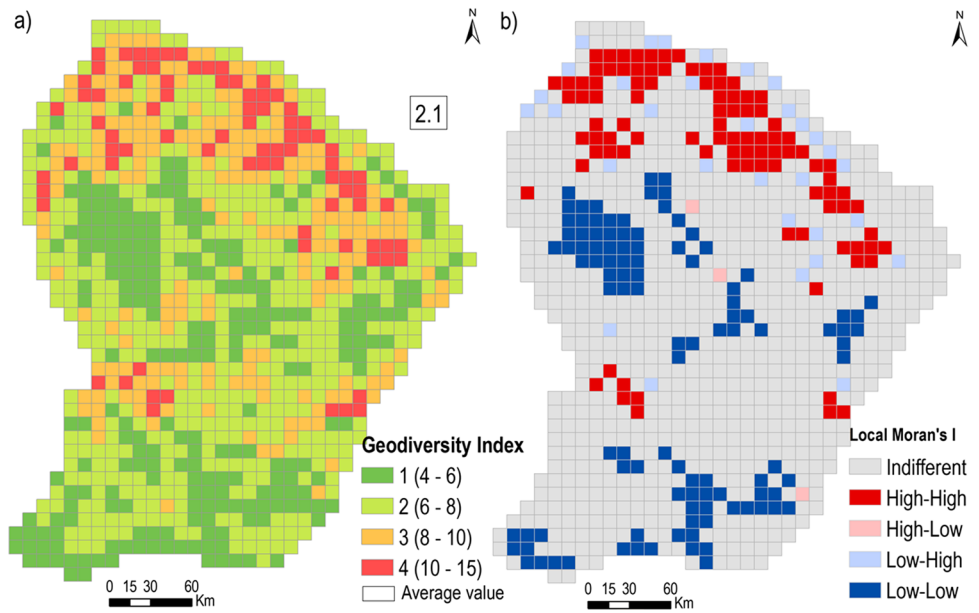 a)
N
2.1
Geodiversity Index
1 (4 - 6)
2 (6 - 8)
3 (8 - 10)
4 (10 - 15)
Average value
0 15 30 60
Km
b)
N
Local Moran's I
Indifferent
High-High
High-Low
Low-High
Low-Low
0 15 30 60
Km